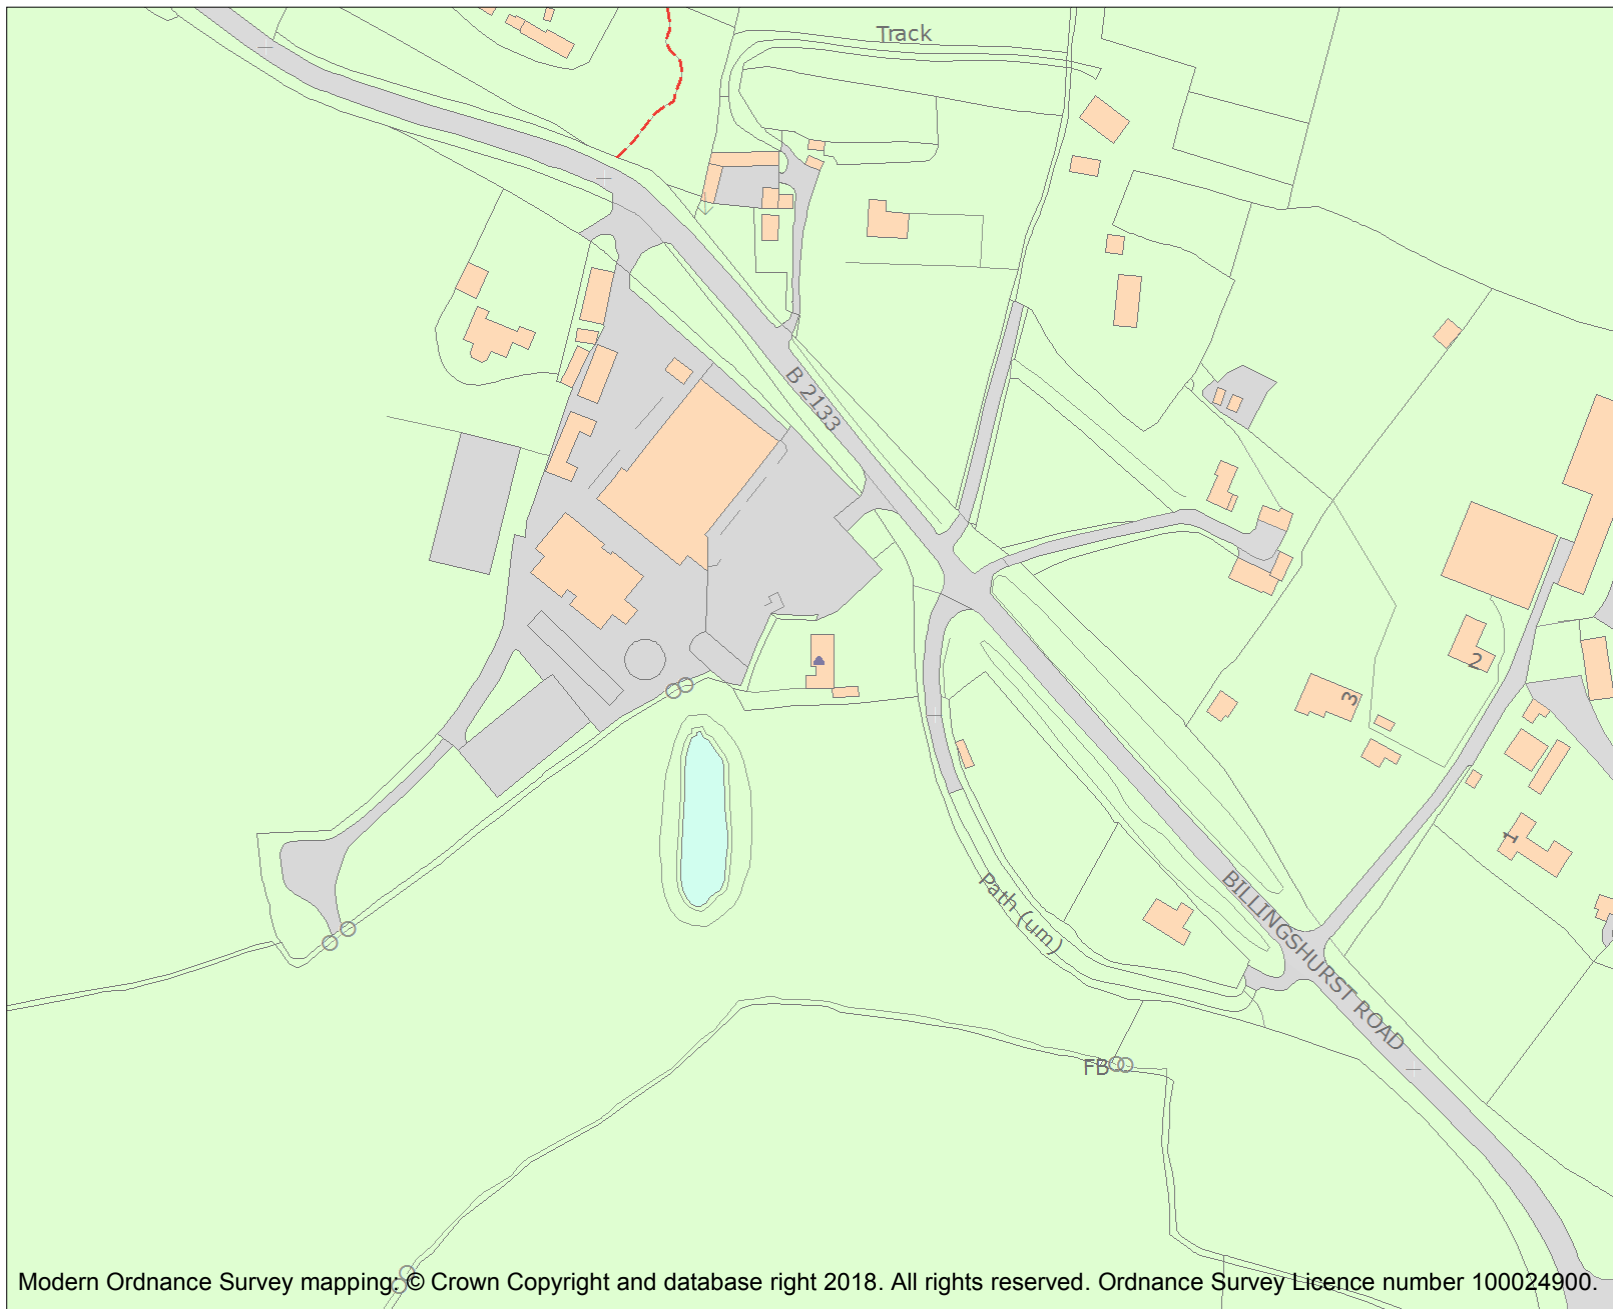 Track
B 2133
2
3
1
Path (um)
BILLINGSHURST ROAD
FB
Modern Ordnance Survey mapping: © Crown Copyright and database right 2018. All rights reserved. Ordnance Survey Licence number 100024900.